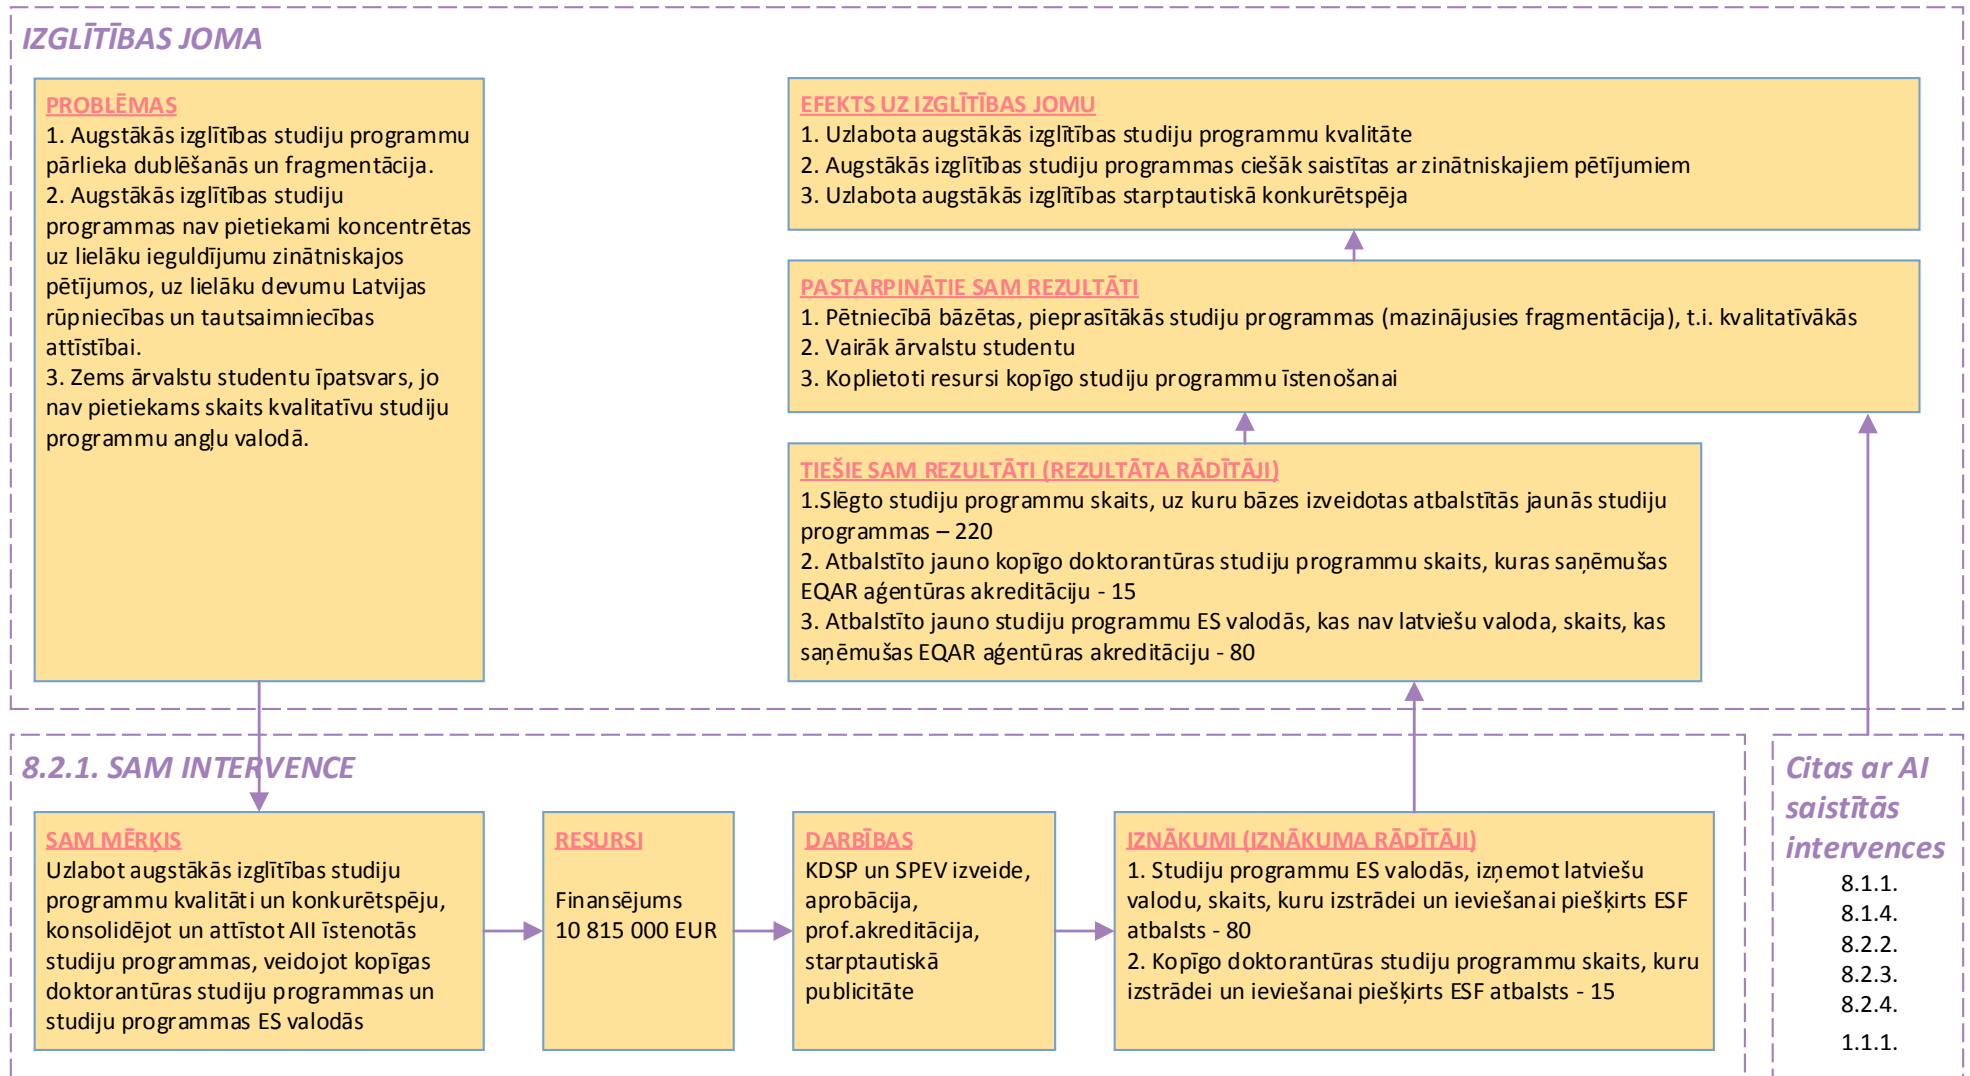 IZGLĪTĪBAS JOMA
PROBLĒMAS
1. Augstākās izglītības studiju programmu
pārlieka dublēšanās un fragmentācija.
2. Augstākās izglītības studiju
programmas nav pietiekami koncentrētas
uz lielāku ieguldījumu zinātniskajos
pētījumos, uz lielāku devumu Latvijas
rūpniecības un tautsaimniecības
attīstībai.
3. Zems ārvalstu studentu īpatsvars, jo
nav pietiekams skaits kvalitatīvu studiju
programmu angļu valodā.
EFEKTS UZ IZGLĪTĪBAS JOMU
1. Uzlabota augstākās izglītības studiju programmu kvalitāte
2. Augstākās izglītības studiju programmas ciešāk saistītas ar zinātniskajiem pētījumiem
3. Uzlabota augstākās izglītības starptautiskā konkurētspēja
PASTARPINĀTIE SAM REZULTĀTI
1. Pētniecībā bāzētas, pieprasītākās studiju programmas (mazinājusies fragmentācija), t.i. kvalitatīvākās
2. Vairāk ārvalstu studentu
3. Koplietoti resursi kopīgo studiju programmu īstenošanai
TIEŠIE SAM REZULTĀTI (REZULTĀTA RĀDĪTĀJI)
1.Slēgto studiju programmu skaits, uz kuru bāzes izveidotas atbalstītās jaunās studiju
programmas – 220
2. Atbalstīto jauno kopīgo doktorantūras studiju programmu skaits, kuras saņēmušas
EQAR aģentūras akreditāciju - 15
3. Atbalstīto jauno studiju programmu ES valodās, kas nav latviešu valoda, skaits, kas
saņēmušas EQAR aģentūras akreditāciju - 80
8.2.1. SAM INTERVENCE
SAM MĒRĶIS
Uzlabot augstākās izglītības studiju
programmu kvalitāti un konkurētspēju,
konsolidējot un attīstot AII īstenotās
studiju programmas, veidojot kopīgas
doktorantūras studiju programmas un
studiju programmas ES valodās
RESURSI
Finansējums
10 815 000 EUR
DARBĪBAS
KDSP un SPEV izveide,
aprobācija,
prof.akreditācija,
starptautiskā
publicitāte
IZNĀKUMI (IZNĀKUMA RĀDĪTĀJI)
1. Studiju programmu ES valodās, izņemot latviešu
valodu, skaits, kuru izstrādei un ieviešanai piešķirts ESF
atbalsts - 80
2. Kopīgo doktorantūras studiju programmu skaits, kuru
izstrādei un ieviešanai piešķirts ESF atbalsts - 15
Citas ar AI
saistītās
intervences
8.1.1.
8.1.4.
8.2.2.
8.2.3.
8.2.4.
1.1.1.